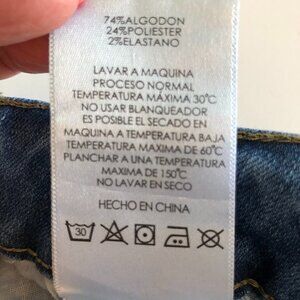 74%ALGODON
24%POLIESTER
2%ELASTANO
LAVAR A MAQUINA
PROCESO NORMAL
TEMPERATURA MÁXIMA 30°C
NO USAR BLANQUEADOR
ES POSIBLE EL SECADO EN
MAQUINA A TEMPERATURA BAJA
TEMPERATURA MAXIMA DE 60°C
PLANCHAR A UNA TEMPERATURA
MAXIMA DE 150°C
NO LAVAR EN SECO
HECHO EN CHINA
30